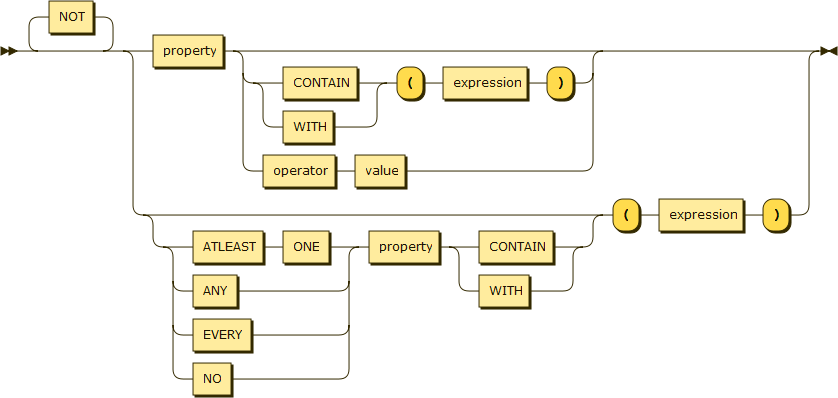 NOT
property
CONTAIN ( expression )
WITH
operator value
( expression )
ATLEAST ONE property CONTAIN
ANY WITH
EVERY
NO